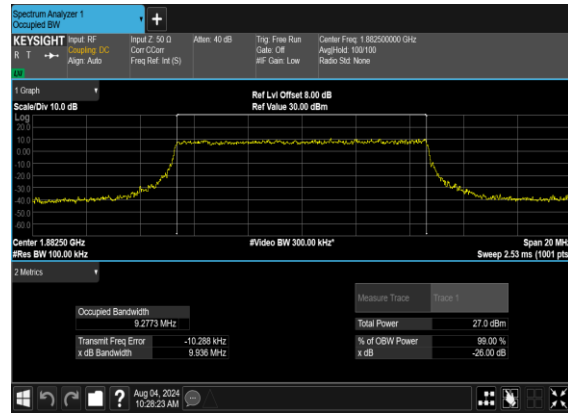 Spectrum Analyzer 1
Occupied BW
+
KEYSIGHT Input: RF Input Z: 50 Ω Atten: 40 dB Trig: Free Run Center Freq: 1.882500000 GHz
R T Coupling: DC Corr CCorr Gate: Off Avg|Hold: 100/100
Align: Auto Freq Ref: Int (S) #IF Gain: Low Radio Std: None
LXI
1 Graph
Ref Lvl Offset 8.00 dB
Scale/Div 10.0 dB Ref Value 30.00 dBm
Log
20.0
10.0
0.00
-10.0
-20.0
-30.0
-40.0
-50.0
-60.0
Center 1.88250 GHz #Video BW 300.00 kHz* Span 20 MHz
#Res BW 100.00 kHz Sweep 2.53 ms (1001 pts
2 Metrics
Measure Trace Trace 1
Occupied Bandwidth
9.2773 MHz
Total Power 27.0 dBm
Transmit Freq Error -10.288 kHz % of OBW Power 99.00 %
x dB Bandwidth 9.936 MHz x dB -26.00 dB
? Aug 04, 2024
10:28:23 AM